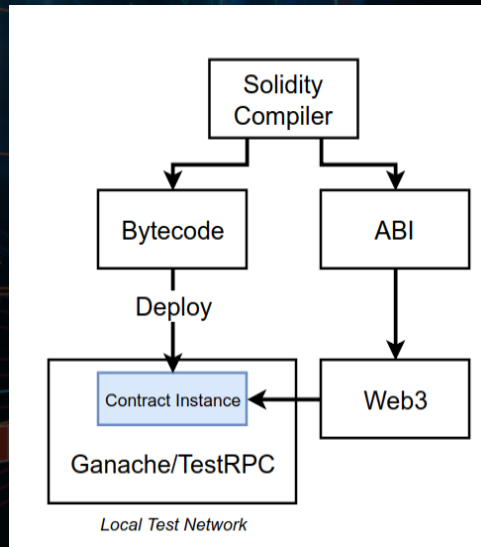 Solidity
Compiler
Bytecode
ABI
Deploy
Contract Instance
Web3
Ganache/TestRPC
Local Test Network